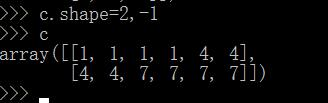 >>> c.shape=2,-1
>>> c
array([[1, 1, 1, 1, 4, 4],
       [4, 4, 7, 7, 7, 7]])
>>>